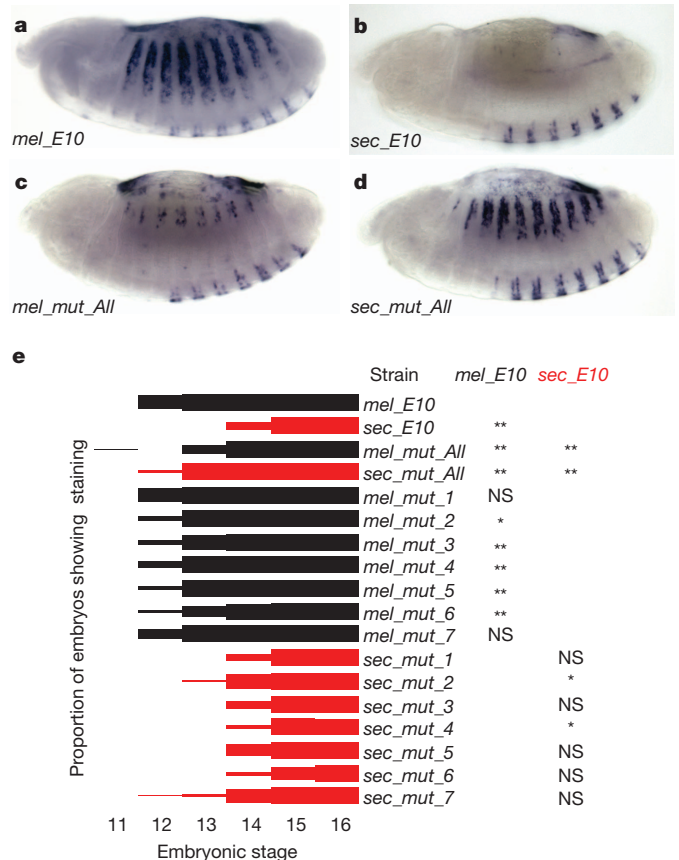 a
mel_E10
b
sec_E10
c
mel_mut_All
d
sec_mut_All
e
Strain mel_E10 sec_E10
mel_E10
sec_E10 **
mel_mut_All ** **
sec_mut_All ** **
mel_mut_1 NS
mel_mut_2 *
mel_mut_3 **
mel_mut_4 **
mel_mut_5 **
mel_mut_6 **
mel_mut_7 NS
sec_mut_1 NS
sec_mut_2 *
sec_mut_3 NS
sec_mut_4 *
sec_mut_5 NS
sec_mut_6 NS
sec_mut_7 NS
Proportion of embryos showing staining
11 12 13 14 15 16
Embryonic stage